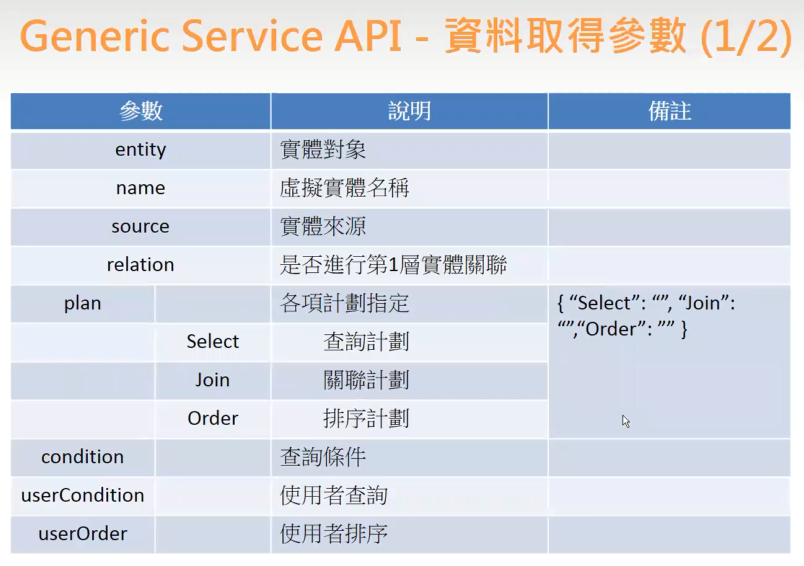 Generic Service API - 資料取得參數 (1/2)
參數 說明 備註
entity 實體對象
name 虛擬實體名稱
source 實體來源
relation 是否進行第1層實體關聯
plan 各項計劃指定 { “Select”: “”, “Join”:
“”,“Order”: ”” }
Select 查詢計劃
Join 關聯計劃
Order 排序計劃
condition 查詢條件
userCondition 使用者查詢
userOrder 使用者排序